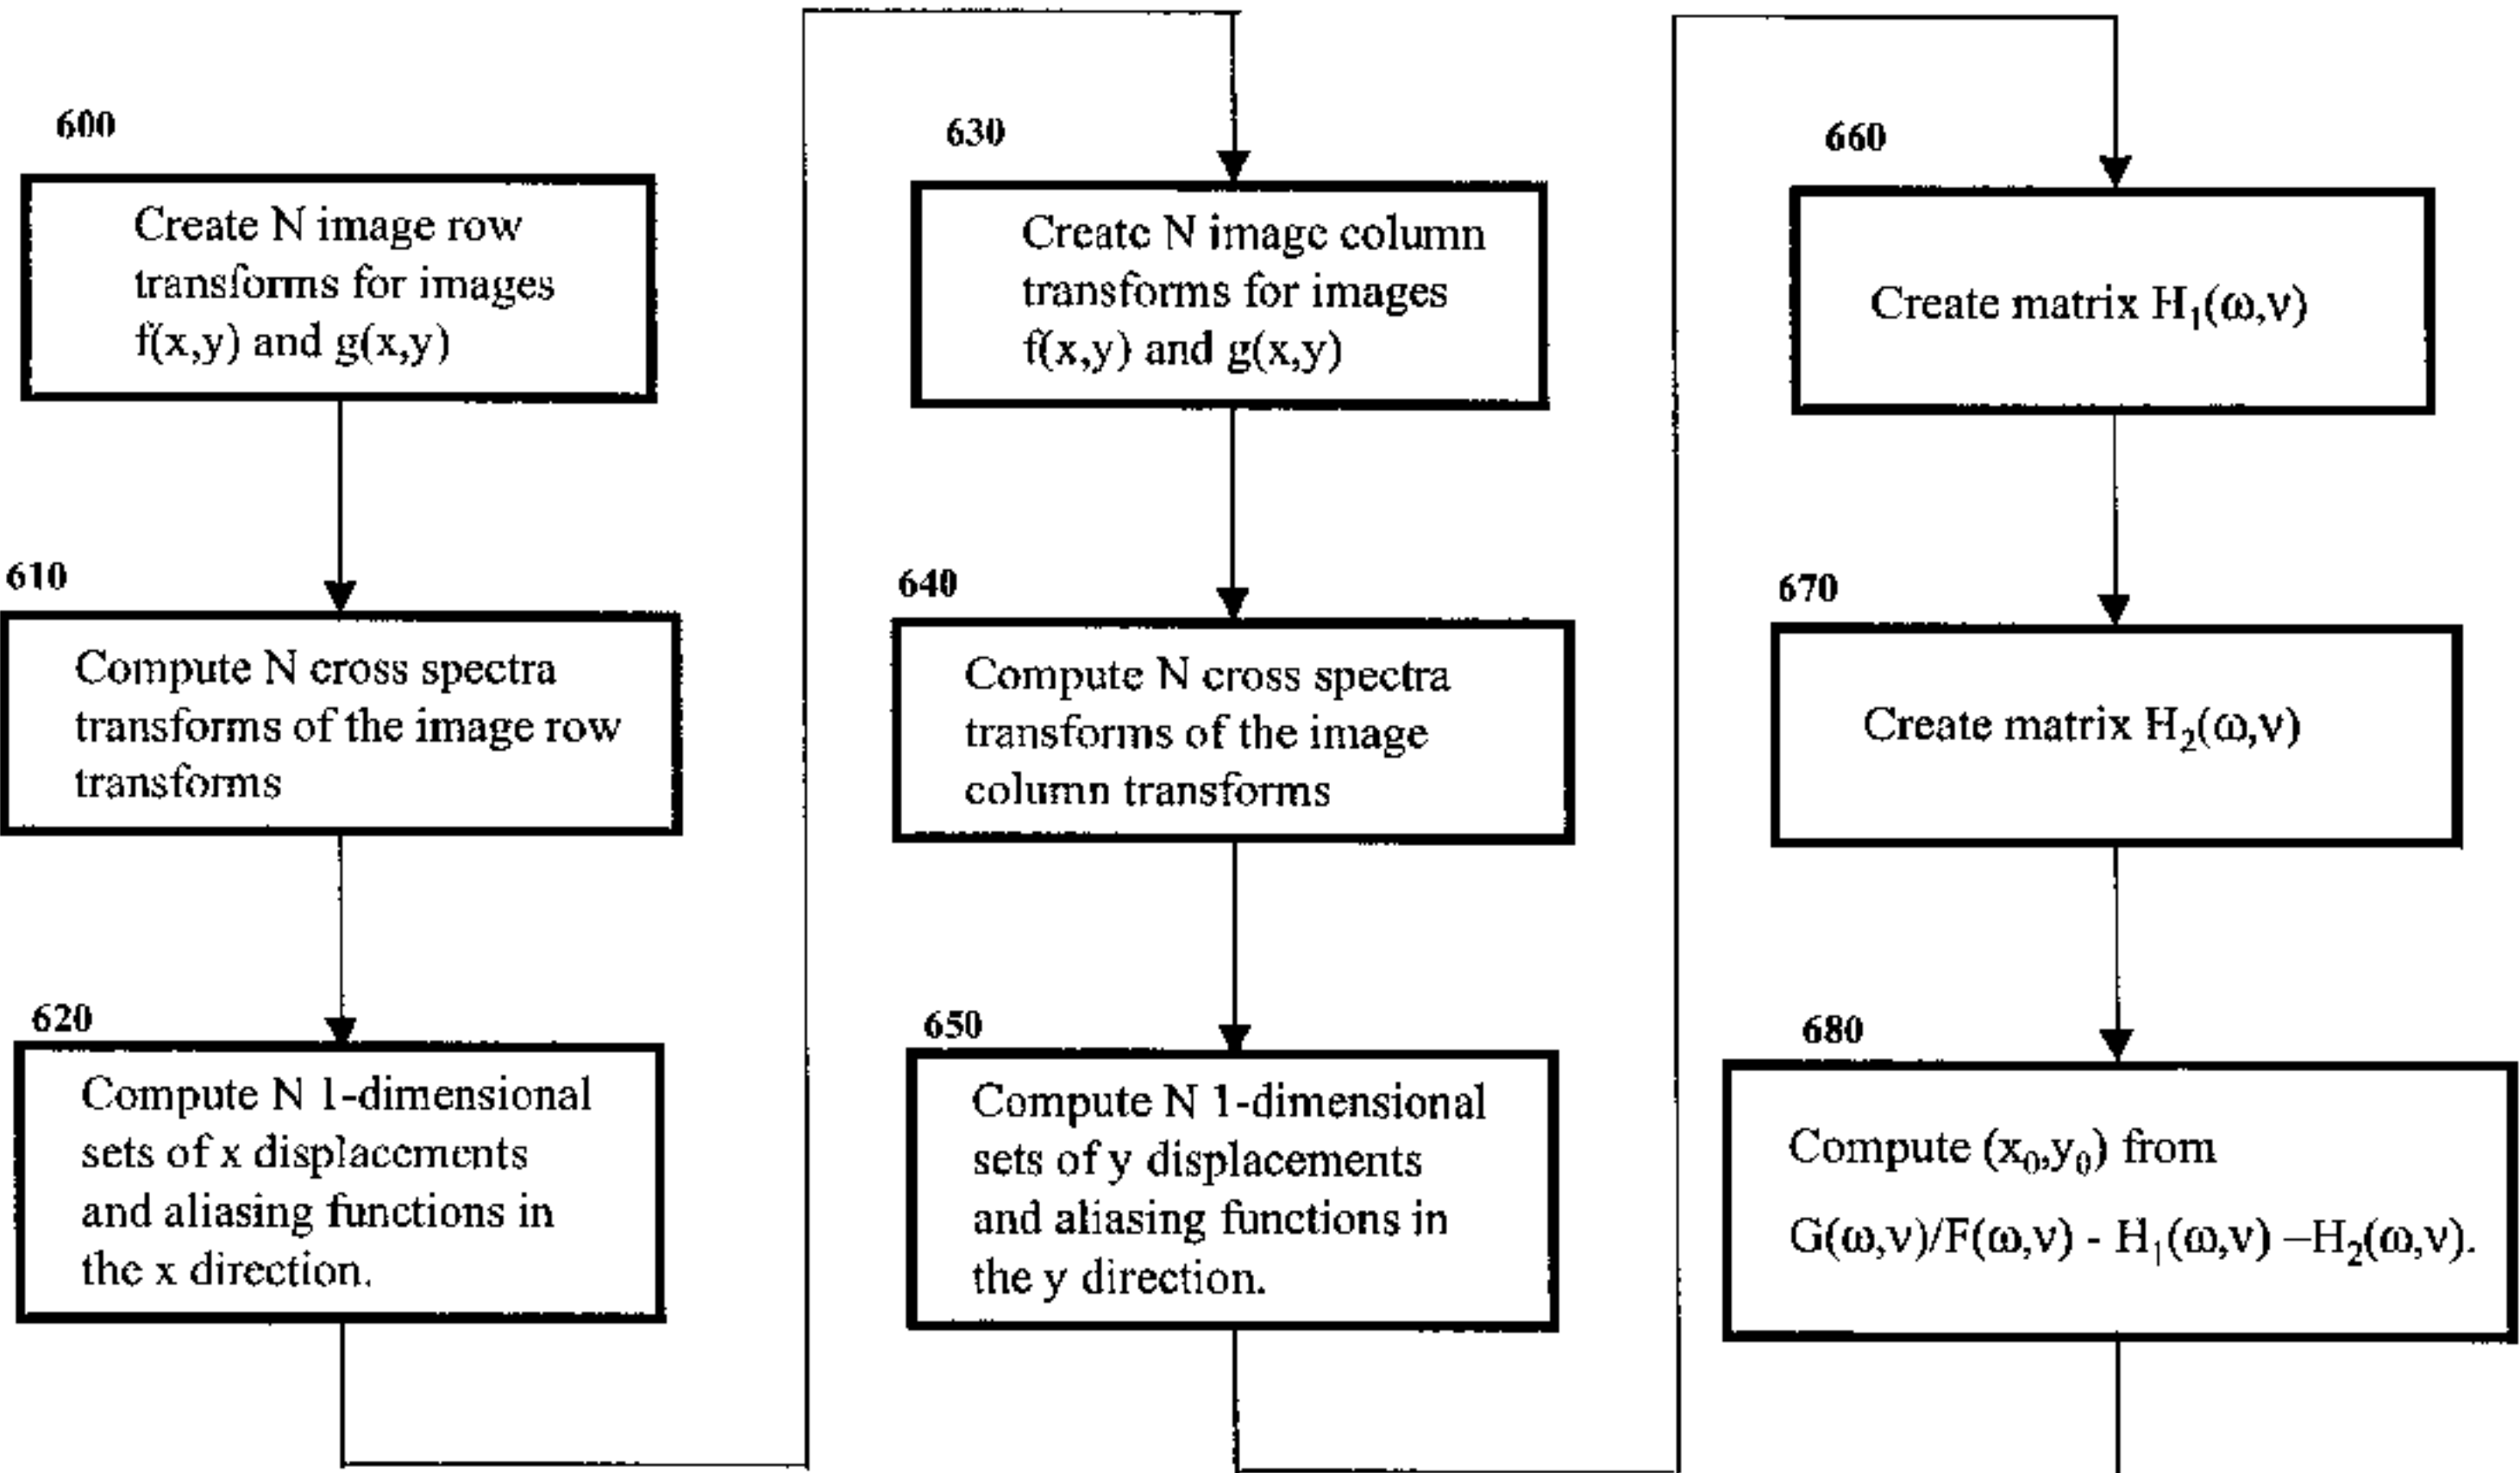 600
Create N image row
transforms for images
f(x,y) and g(x,y)
610
Compute N cross spectra
transforms of the image row
transforms
620
Compute N 1-dimensional
sets of x displacements
and aliasing functions in
the x direction.
630
Create N image column
transforms for images
f(x,y) and g(x,y)
640
Compute N cross spectra
transforms of the image
column transforms
650
Compute N 1-dimensional
sets of y displacements
and aliasing functions in
the y direction.
660
Create matrix H₁(ω,ν)
670
Create matrix H₂(ω,ν)
680
Compute (x₀,y₀) from
G(ω,ν)/F(ω,ν) - H₁(ω,ν) –H₂(ω,ν).